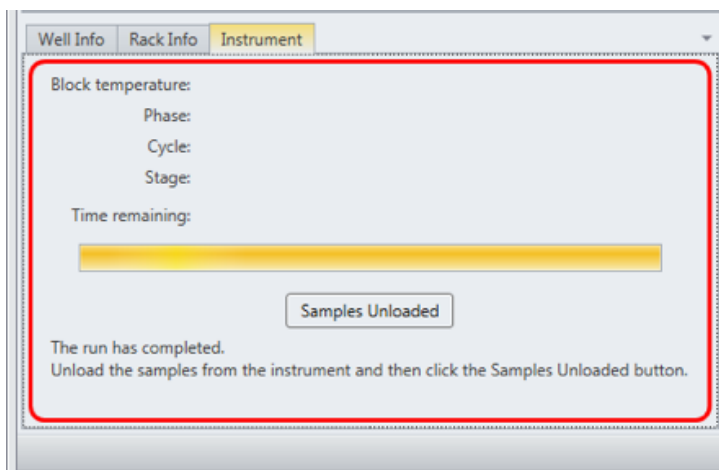 Well Info Rack Info Instrument
Block temperature:
Phase:
Cycle:
Stage:
Time remaining:
Samples Unloaded
The run has completed.
Unload the samples from the instrument and then click the Samples Unloaded button.